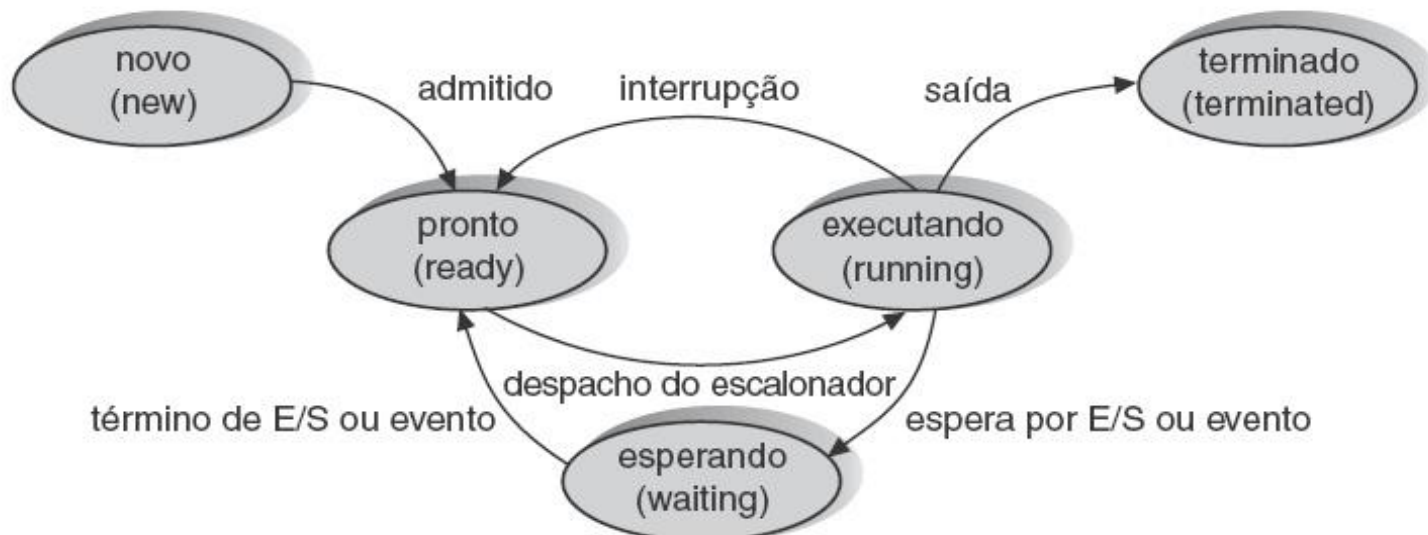 novo
(new)
admitido
interrupção
saída
terminado
(terminated)
pronto
(ready)
executando
(running)
despacho do escalonador
término de E/S ou evento
espera por E/S ou evento
esperando
(waiting)